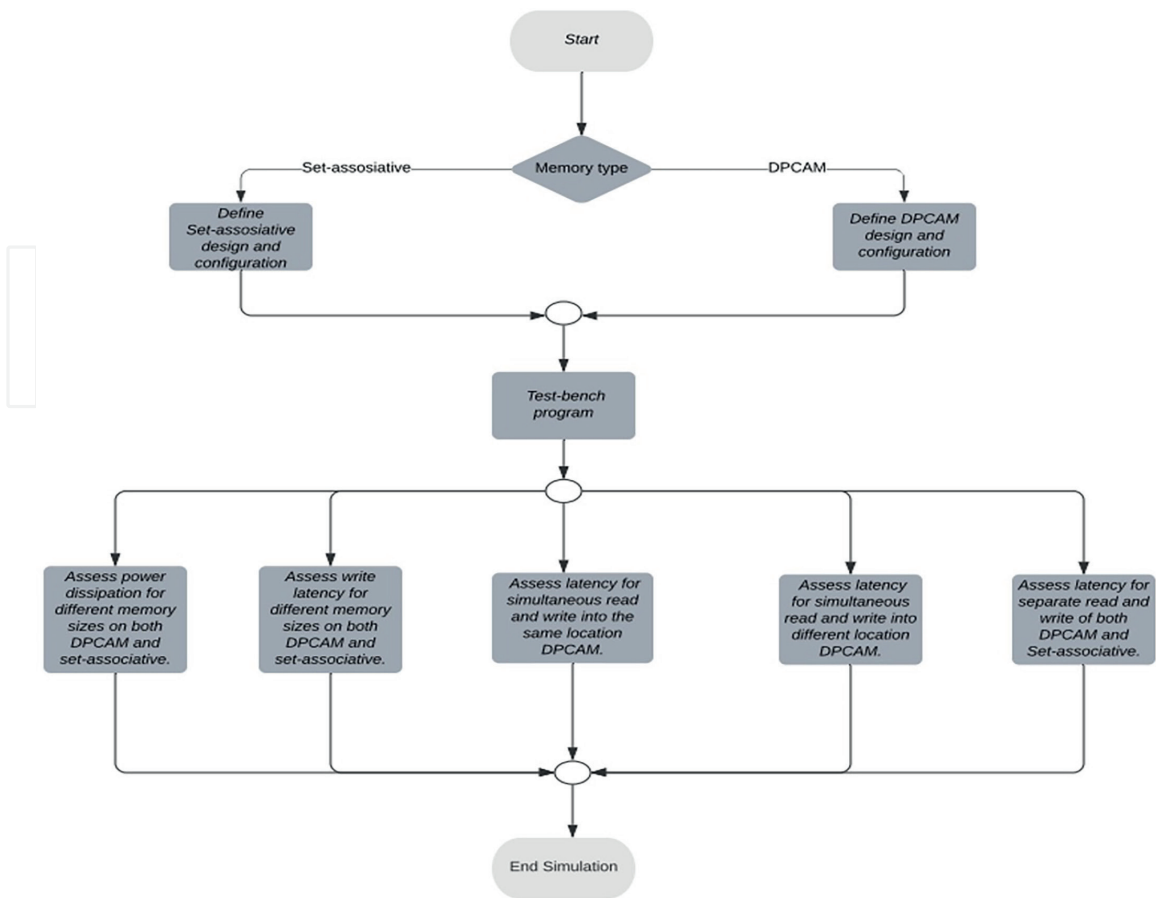 Start
Memory type
Set-assosiative
DPCAM
Define
Set-assosiative
design and
configuration
Define DPCAM
design and
configuration
Test-bench
program
Assess power
dissipation for
different memory
sizes on both
DPCAM and
set-associative.
Assess write
latency for
different memory
sizes on both
DPCAM and
set-associative.
Assess latency for
simultaneous read
and write into the
same location
DPCAM.
Assess latency
for simultaneous
read and write into
different location
DPCAM.
Assess latency for
separate read and
write of both
DPCAM and
Set-associative.
End Simulation